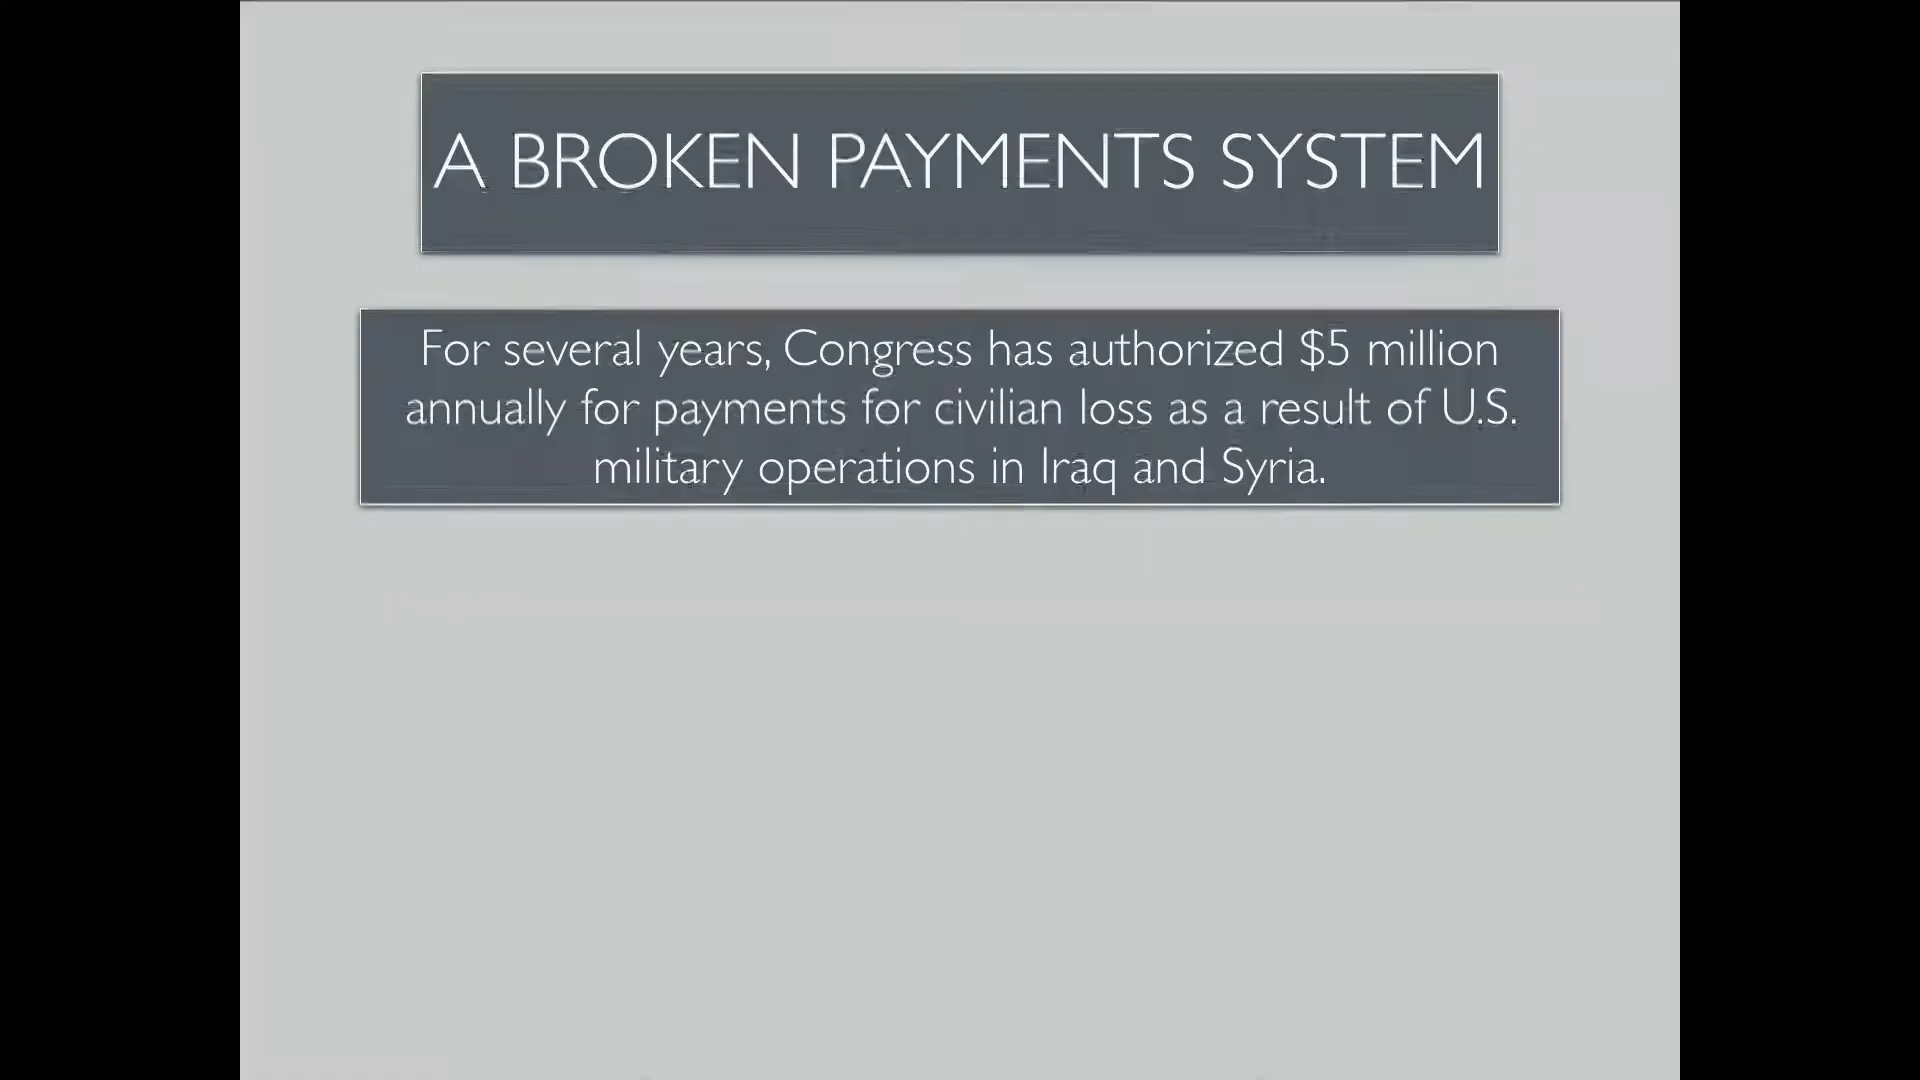 A BROKEN PAYMENTS SYSTEM
For several years, Congress has authorized $5 million
annually for payments for civilian loss as a result of U.S.
military operations in Iraq and Syria.